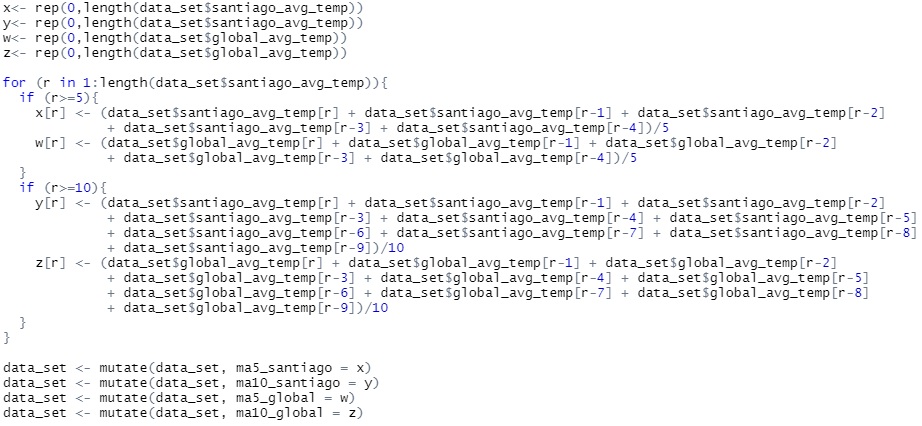 x<- rep(0,length(data_set$santiago_avg_temp))
y<- rep(0,length(data_set$santiago_avg_temp))
w<- rep(0,length(data_set$global_avg_temp))
z<- rep(0,length(data_set$global_avg_temp))

for (r in 1:length(data_set$santiago_avg_temp)){
  if (r>=5){
    x[r] <- (data_set$santiago_avg_temp[r] + data_set$santiago_avg_temp[r-1] + data_set$santiago_avg_temp[r-2]
             + data_set$santiago_avg_temp[r-3] + data_set$santiago_avg_temp[r-4])/5
    w[r] <- (data_set$global_avg_temp[r] + data_set$global_avg_temp[r-1] + data_set$global_avg_temp[r-2]
             + data_set$global_avg_temp[r-3] + data_set$global_avg_temp[r-4])/5
  }
  if (r>=10){
    y[r] <- (data_set$santiago_avg_temp[r] + data_set$santiago_avg_temp[r-1] + data_set$santiago_avg_temp[r-2]
             + data_set$santiago_avg_temp[r-3] + data_set$santiago_avg_temp[r-4] + data_set$santiago_avg_temp[r-5]
             + data_set$santiago_avg_temp[r-6] + data_set$santiago_avg_temp[r-7] + data_set$santiago_avg_temp[r-8]
             + data_set$santiago_avg_temp[r-9])/10
    z[r] <- (data_set$global_avg_temp[r] + data_set$global_avg_temp[r-1] + data_set$global_avg_temp[r-2]
             + data_set$global_avg_temp[r-3] + data_set$global_avg_temp[r-4] + data_set$global_avg_temp[r-5]
             + data_set$global_avg_temp[r-6] + data_set$global_avg_temp[r-7] + data_set$global_avg_temp[r-8]
             + data_set$global_avg_temp[r-9])/10
  }
}

data_set <- mutate(data_set, ma5_santiago = x)
data_set <- mutate(data_set, ma10_santiago = y)
data_set <- mutate(data_set, ma5_global = w)
data_set <- mutate(data_set, ma10_global = z)